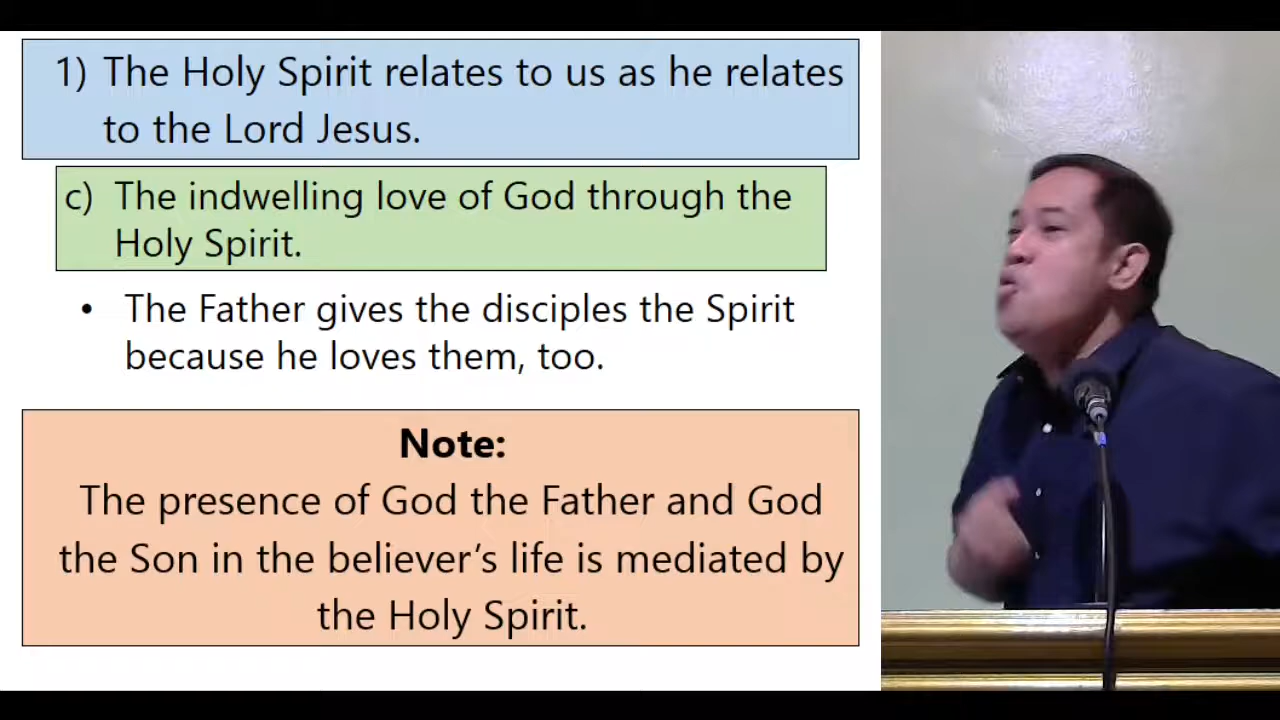 1) The Holy Spirit relates to us as he relates
to the Lord Jesus.
c) The indwelling love of God through the
Holy Spirit.
• The Father gives the disciples the Spirit
because he loves them, too.
Note:
The presence of God the Father and God
the Son in the believer’s life is mediated by
the Holy Spirit.